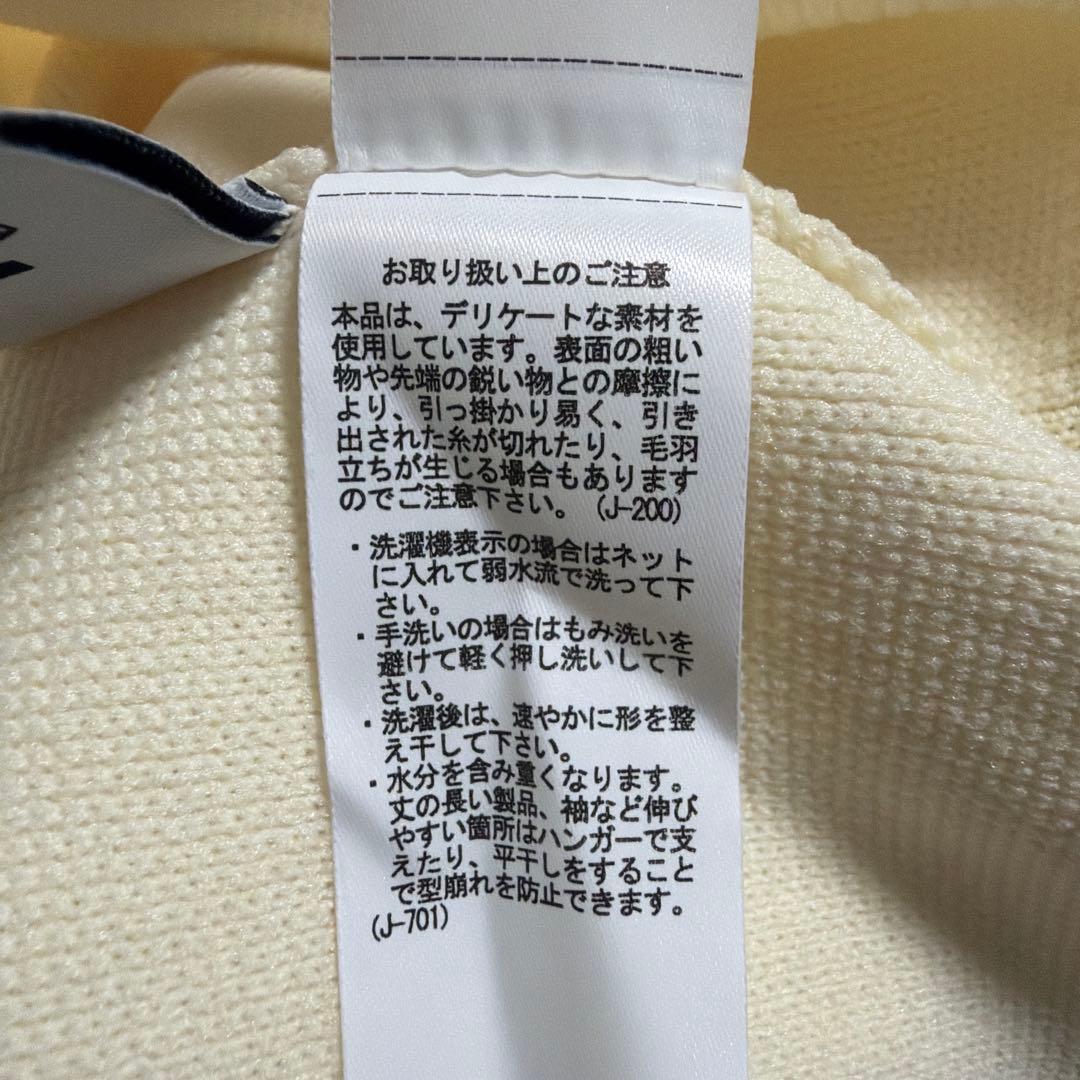 お取り扱い上のご注意
本品は、デリケートな素材を
使用しています。表面の粗い
物や先端の鋭い物との摩擦に
より、引っ掛かり易く、引き
出された糸が切れたり、毛羽
立ちが生じる場合もあります
のでご注意下さい。(J-200)
・洗濯機表示の場合はネット
に入れて弱水流で洗って下
さい。
・手洗いの場合はもみ洗いを
避けて軽く押し洗いして下
さい。
・洗濯後は、速やかに形を整
え干して下さい。
・水分を含み重くなります。
丈の長い製品、袖など伸び
やすい箇所はハンガーで支
えたり、平干しをすること
で型崩れを防止できます。
(J-701)